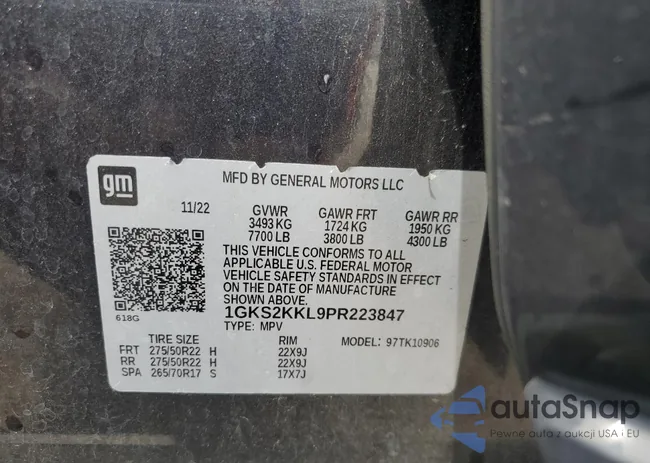 gm
MFD BY GENERAL MOTORS LLC
11/22 GVWR GAWR FRT GAWR RR
3493 KG 1724 KG 1950 KG
7700 LB 3800 LB 4300 LB
THIS VEHICLE CONFORMS TO ALL
APPLICABLE U.S. FEDERAL MOTOR
VEHICLE SAFETY STANDARDS IN EFFECT
ON THE DATE OF MANUFACTURE
SHOWN ABOVE.
618G
1GKS2KKL9PR223847
TYPE: MPV
TIRE SIZE RIM MODEL: 97TK10906
FRT 275/50R22 H 22X9J
RR 275/50R22 H 22X9J
SPA 265/70R17 S 17X7J
autaSnap
Pewne auta z aukcji USA i EU